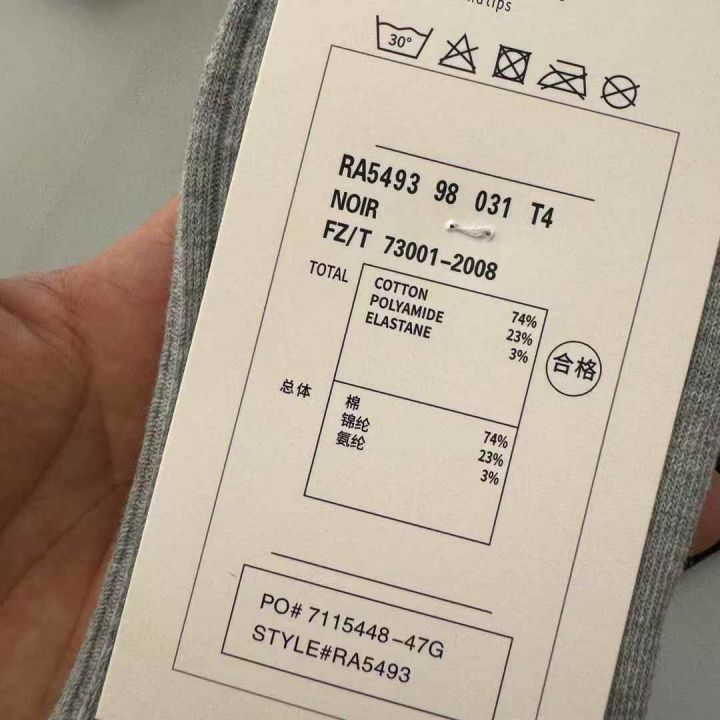 30°
RA5493 98 031 T4
NOIR
FZ/T 73001-2008
TOTAL
COTTON 74%
POLYAMIDE 23%
ELASTANE 3%
合格
总体
棉 74%
锦纶 23%
氨纶 3%
PO# 7115448-47G
STYLE#RA5493